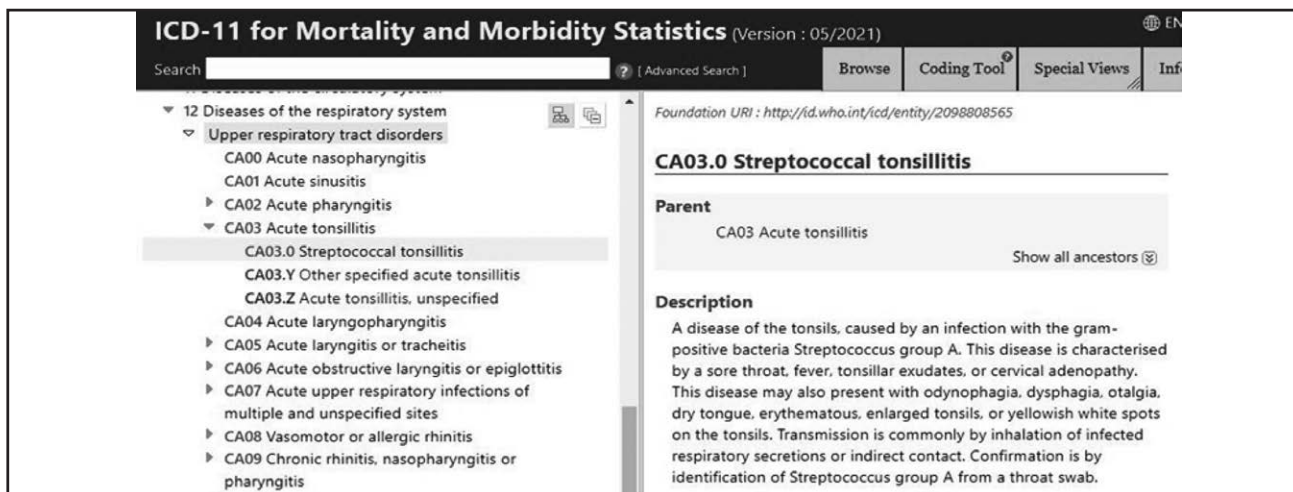 ICD-11 for Mortality and Morbidity Statistics (Version : 05/2021)
EN
Search
? [ Advanced Search ]
Browse
Coding Tool ?
Special Views
12 Diseases of the respiratory system
Upper respiratory tract disorders
CA00 Acute nasopharyngitis
CA01 Acute sinusitis
CA02 Acute pharyngitis
CA03 Acute tonsillitis
CA03.0 Streptococcal tonsillitis
CA03.Y Other specified acute tonsillitis
CA03.Z Acute tonsillitis, unspecified
CA04 Acute laryngopharyngitis
CA05 Acute laryngitis or tracheitis
CA06 Acute obstructive laryngitis or epiglottitis
CA07 Acute upper respiratory infections of
multiple and unspecified sites
CA08 Vasomotor or allergic rhinitis
CA09 Chronic rhinitis, nasopharyngitis or
pharyngitis
Foundation URI : http://id.who.int/icd/entity/2098808565
CA03.0 Streptococcal tonsillitis
Parent
CA03 Acute tonsillitis
Show all ancestors
Description
A disease of the tonsils, caused by an infection with the gram-
positive bacteria Streptococcus group A. This disease is characterised
by a sore throat, fever, tonsillar exudates, or cervical adenopathy.
This disease may also present with odynophagia, dysphagia, otalgia,
dry tongue, erythematous, enlarged tonsils, or yellowish white spots
on the tonsils. Transmission is commonly by inhalation of infected
respiratory secretions or indirect contact. Confirmation is by
identification of Streptococcus group A from a throat swab.